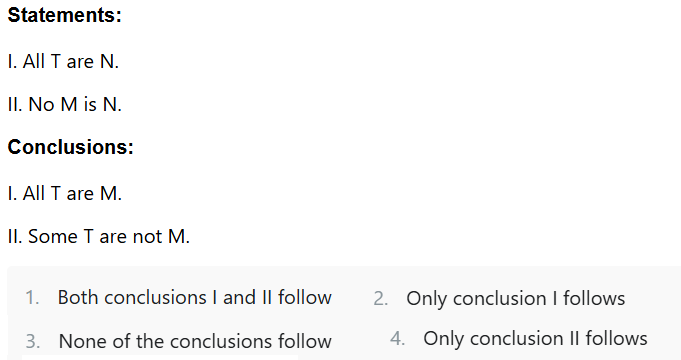 Statements:
I. All T are N.
II. No M is N.
Conclusions:
I. All T are M.
II. Some T are not M.
1. Both conclusions I and II follow
2. Only conclusion I follows
3. None of the conclusions follow
4. Only conclusion II follows